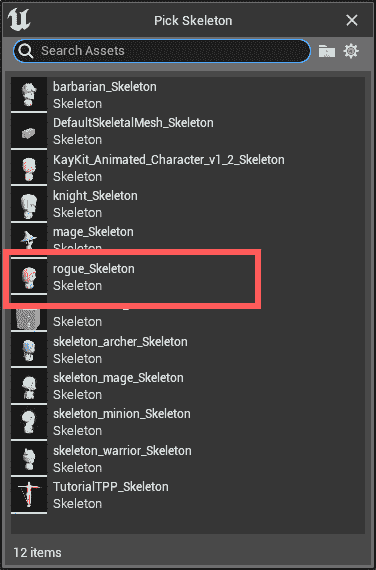 Pick Skeleton
Search Assets
barbarian_Skeleton
Skeleton
DefaultSkeletalMesh_Skeleton
Skeleton
KayKit_Animated_Character_v1_2_Skeleton
Skeleton
knight_Skeleton
Skeleton
mage_Skeleton
Skeleton
rogue_Skeleton
Skeleton
Skeleton
skeleton_archer_Skeleton
Skeleton
skeleton_mage_Skeleton
Skeleton
skeleton_minion_Skeleton
Skeleton
skeleton_warrior_Skeleton
Skeleton
TutorialTPP_Skeleton
Skeleton
12 items